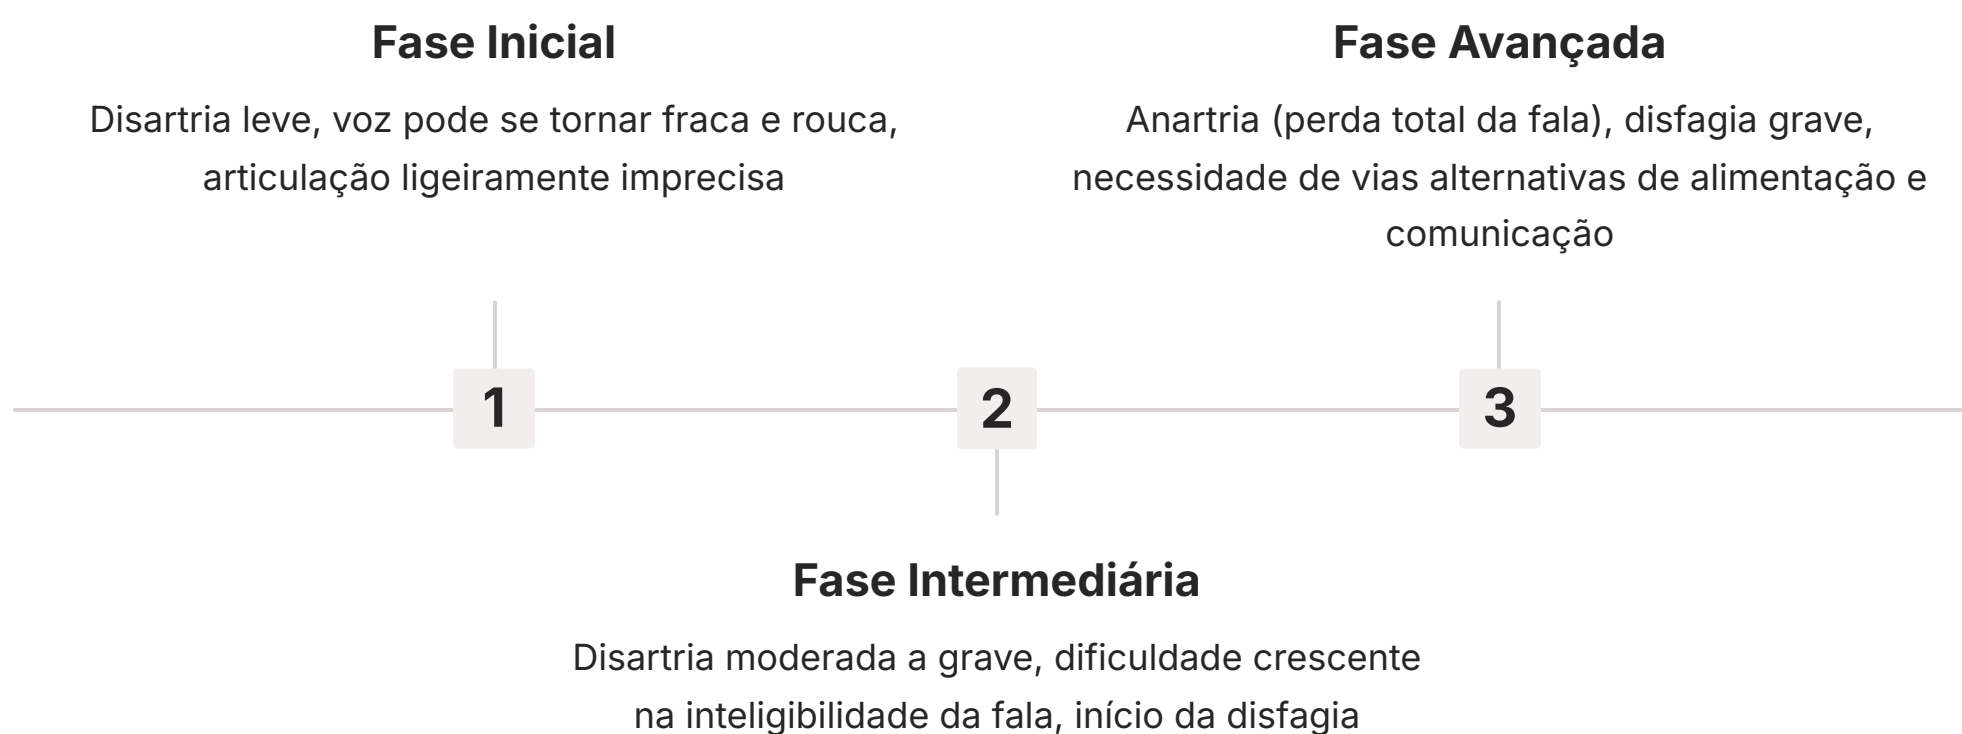 Fase Inicial
Disartria leve, voz pode se tornar fraca e rouca,
articulação ligeiramente imprecisa
Fase Avançada
Anartria (perda total da fala), disfagia grave,
necessidade de vias alternativas de alimentação e
comunicação
1
2
3
Fase Intermediária
Disartria moderada a grave, dificuldade crescente
na inteligibilidade da fala, início da disfagia